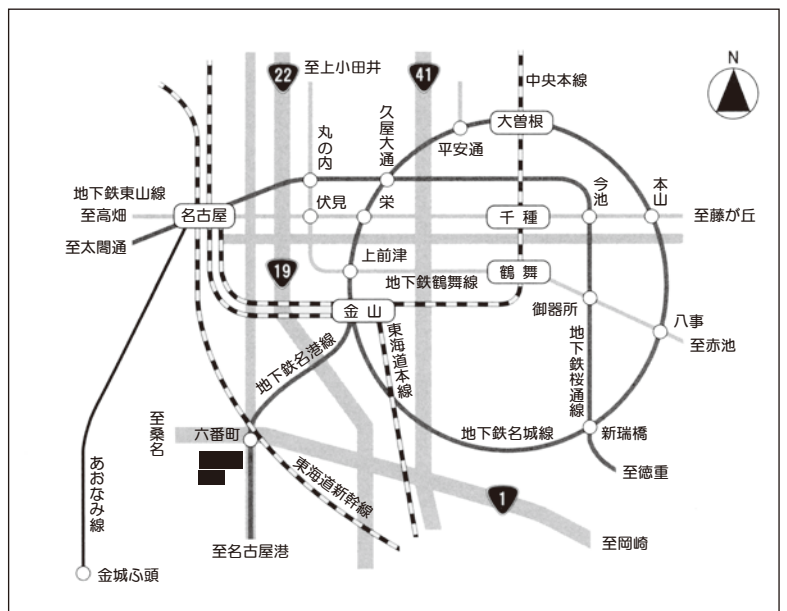 N
22
至上小田井
41
中央本線
大曽根
久屋大通
平安通
丸の内
地下鉄東山線
伏見
栄
今池
本山
至高畑
名古屋
千種
至藤が丘
至太閤通
上前津
19
地下鉄鶴舞線
鶴舞
御器所
金山
八事
至赤池
東海道本線
地下鉄名港線
地下鉄桜通線
至桑名
六番町
地下鉄名城線
新瑞橋
あおなみ線
東海道新幹線
至徳重
1
至名古屋港
至岡崎
金城ふ頭